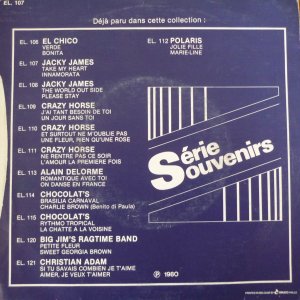 EL. 107
Déjà paru dans cette collection :
EL. 106 EL CHICO
VERDE
BONITA
EL. 107 JACKY JAMES
TAKE MY HEART
INNAMORATA
EL. 108 JACKY JAMES
THE WORLD OUT SIDE
PLEASE STAY
EL. 109 CRAZY HORSE
J'AI TANT BESOIN DE TOI
UN JOUR SANS TOI
EL. 110 CRAZY HORSE
ET SURTOUT NE M'OUBLIE PAS
UNE FLEUR, RIEN QU'UNE ROSE
EL. 111 CRAZY HORSE
NE RENTRE PAS CE SOIR
L'AMOUR LA PREMIERE FOIS
EL. 113 ALAIN DELORME
ROMANTIQUE AVEC TOI
ON DANSE EN FRANCE
EL. 114 CHOCOLAT'S
BRASILIA CARNAVAL
CHARLIE BROWN (Benito di Paula)
EL. 115 CHOCOLAT'S
RYTHMO TROPICAL
LA CHATTE A LA VOISINE
EL. 120 BIG JIM'S RAGTIME BAND
PETITE FLEUR
SWEET GEORGIA BROWN
EL. 121 CHRISTIAN ADAM
SI TU SAVAIS COMBIEN JE T'AIME
AIMER, JE VEUX T'AIMER
EL. 112 POLARIS
JOLIE FILLE
MARIE-LINE
Série
Souvenirs
℗ 1980